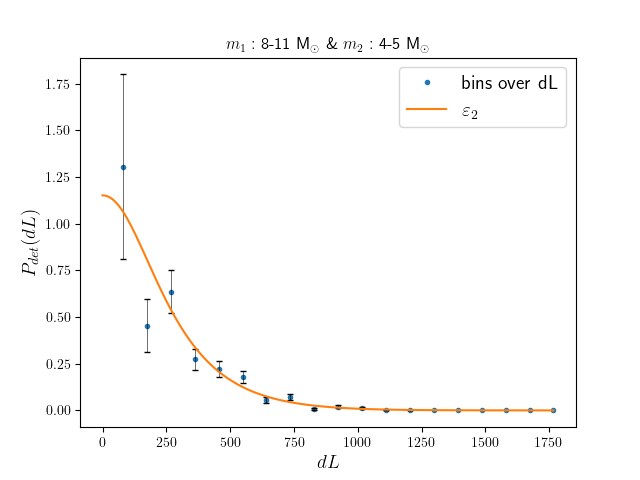 m₁ : 8-11 M⊙ & m₂ : 4-5 M⊙
bins over dL
ε₂
P_det(dL)
1.75
1.50
1.25
1.00
0.75
0.50
0.25
0.00
0 250 500 750 1000 1250 1500 1750
dL